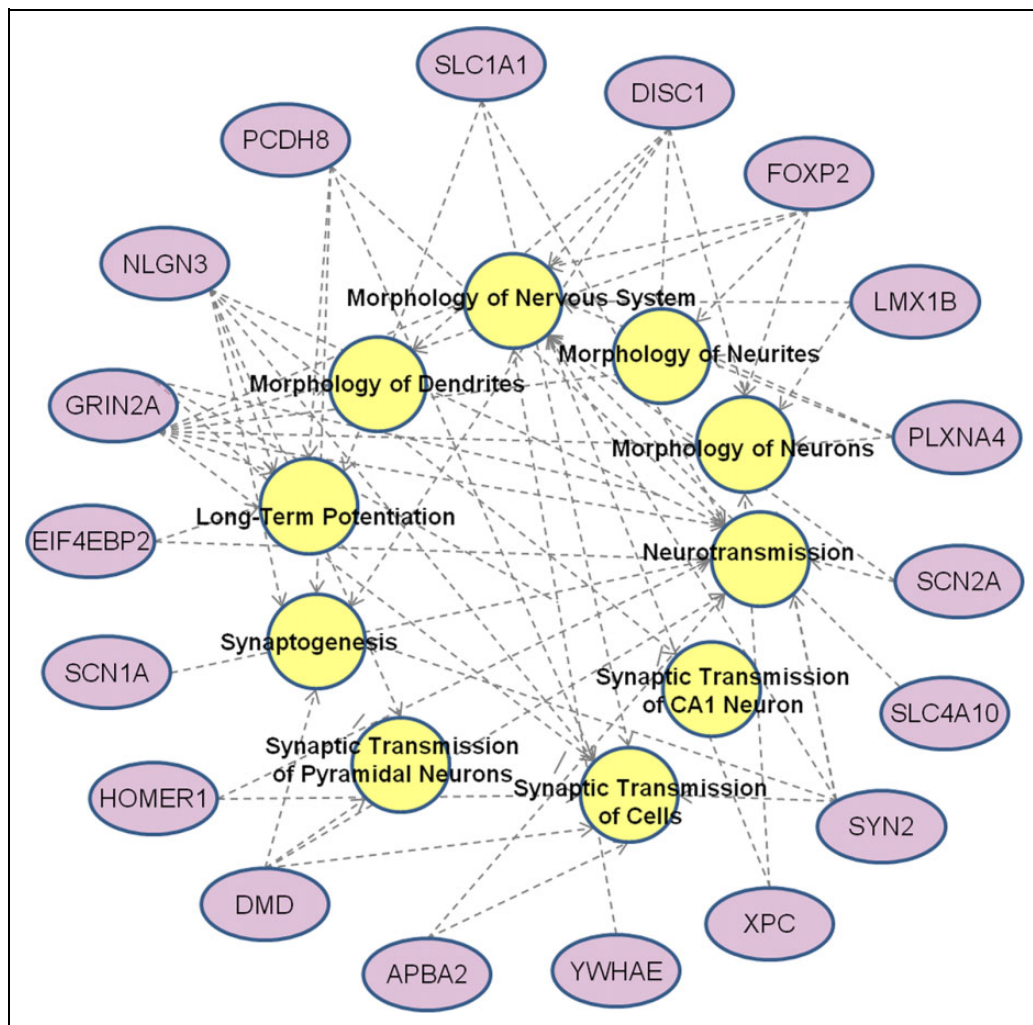 SLC1A1
DISC1
PCDH8
FOXP2
NLGN3
Morphology of Nervous System
LMX1B
Morphology of Neurites
Morphology of Dendrites
GRIN2A
PLXNA4
Morphology of Neurons
Long-Term Potentiation
EIF4EBP2
Neurotransmission
SCN2A
Synaptogenesis
SCN1A
Synaptic Transmission
of CA1 Neuron
SLC4A10
Synaptic Transmission
of Pyramidal Neurons
Synaptic Transmission
of Cells
HOMER1
SYN2
DMD
XPC
APBA2
YWHAE